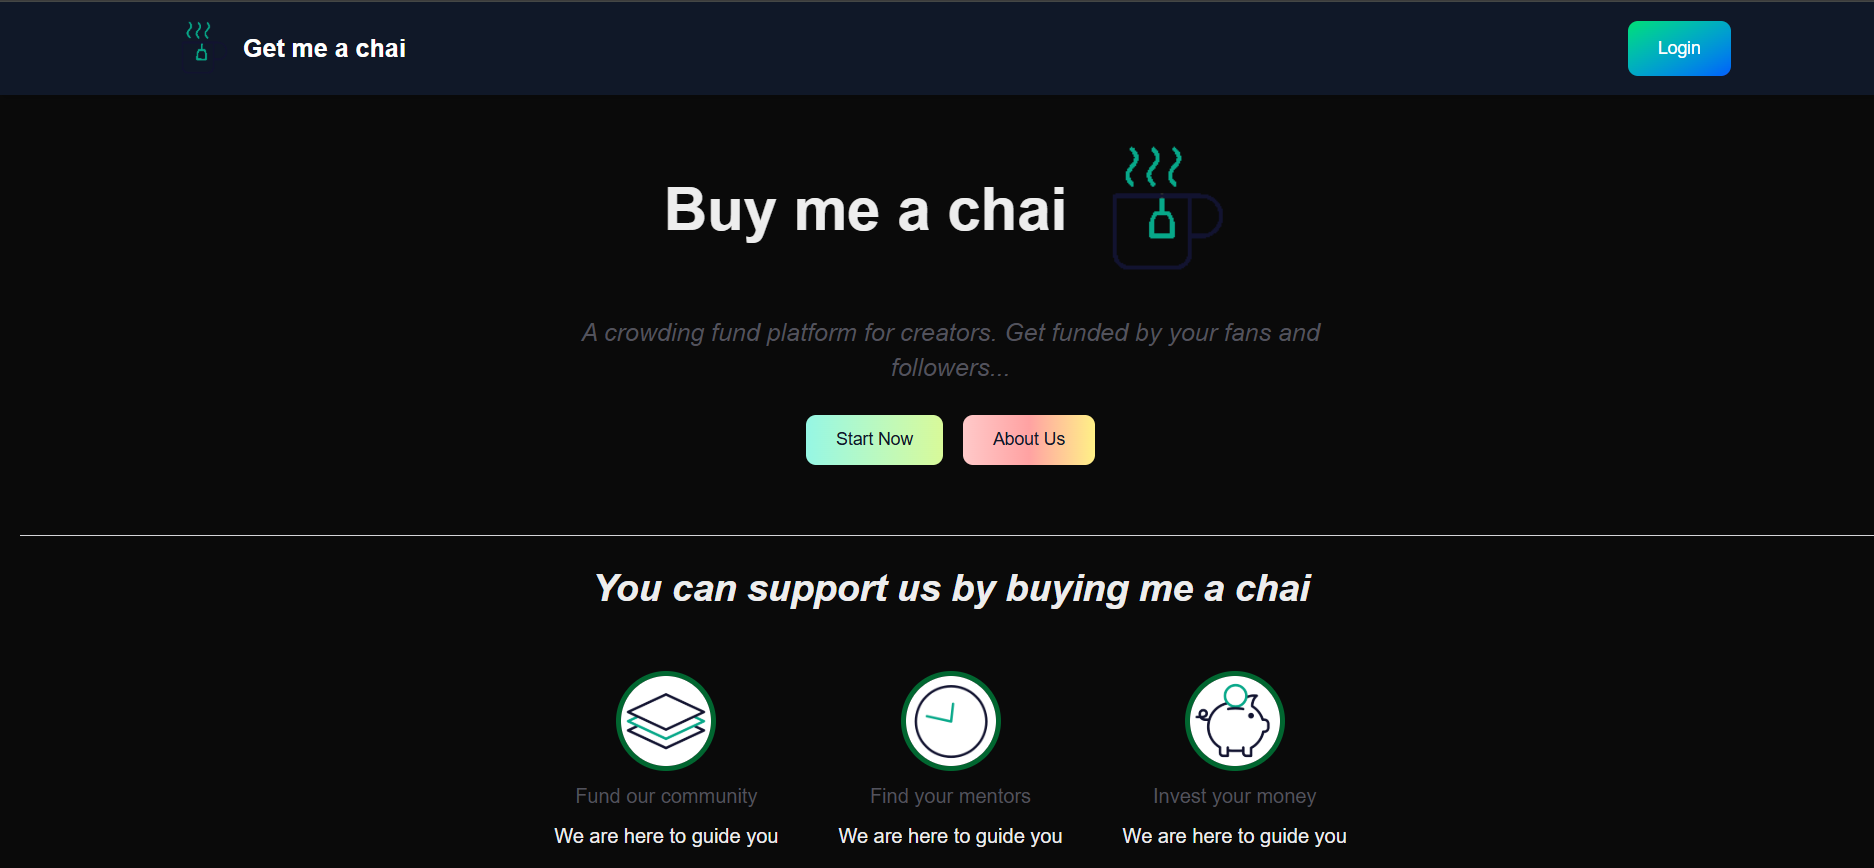 Get me a chai
Login
Buy me a chai
A crowding fund platform for creators. Get funded by your fans and
followers...
Start Now
About Us
You can support us by buying me a chai
Fund our community
Find your mentors
Invest your money
We are here to guide you
We are here to guide you
We are here to guide you